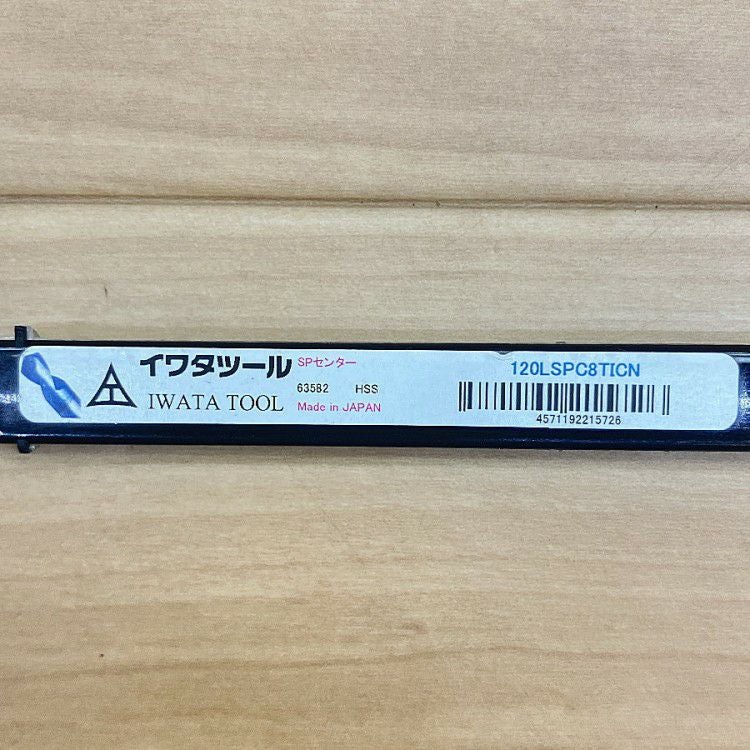 イワタツール
IWATA TOOL
SPセンター
63582 HSS
Made in JAPAN
120LSPC8TICN
4571192215726